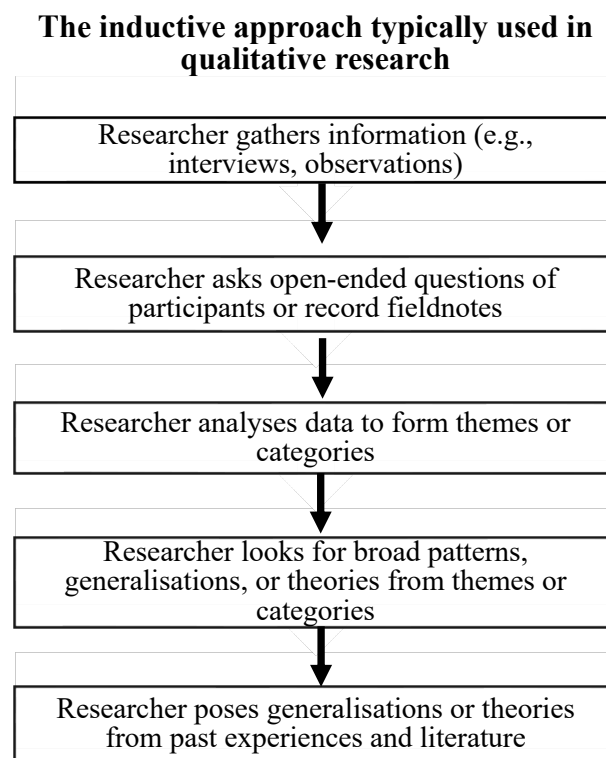 The inductive approach typically used in
qualitative research
Researcher gathers information (e.g.,
interviews, observations)
Researcher asks open-ended questions of
participants or record fieldnotes
Researcher analyses data to form themes or
categories
Researcher looks for broad patterns,
generalisations, or theories from themes or
categories
Researcher poses generalisations or theories
from past experiences and literature